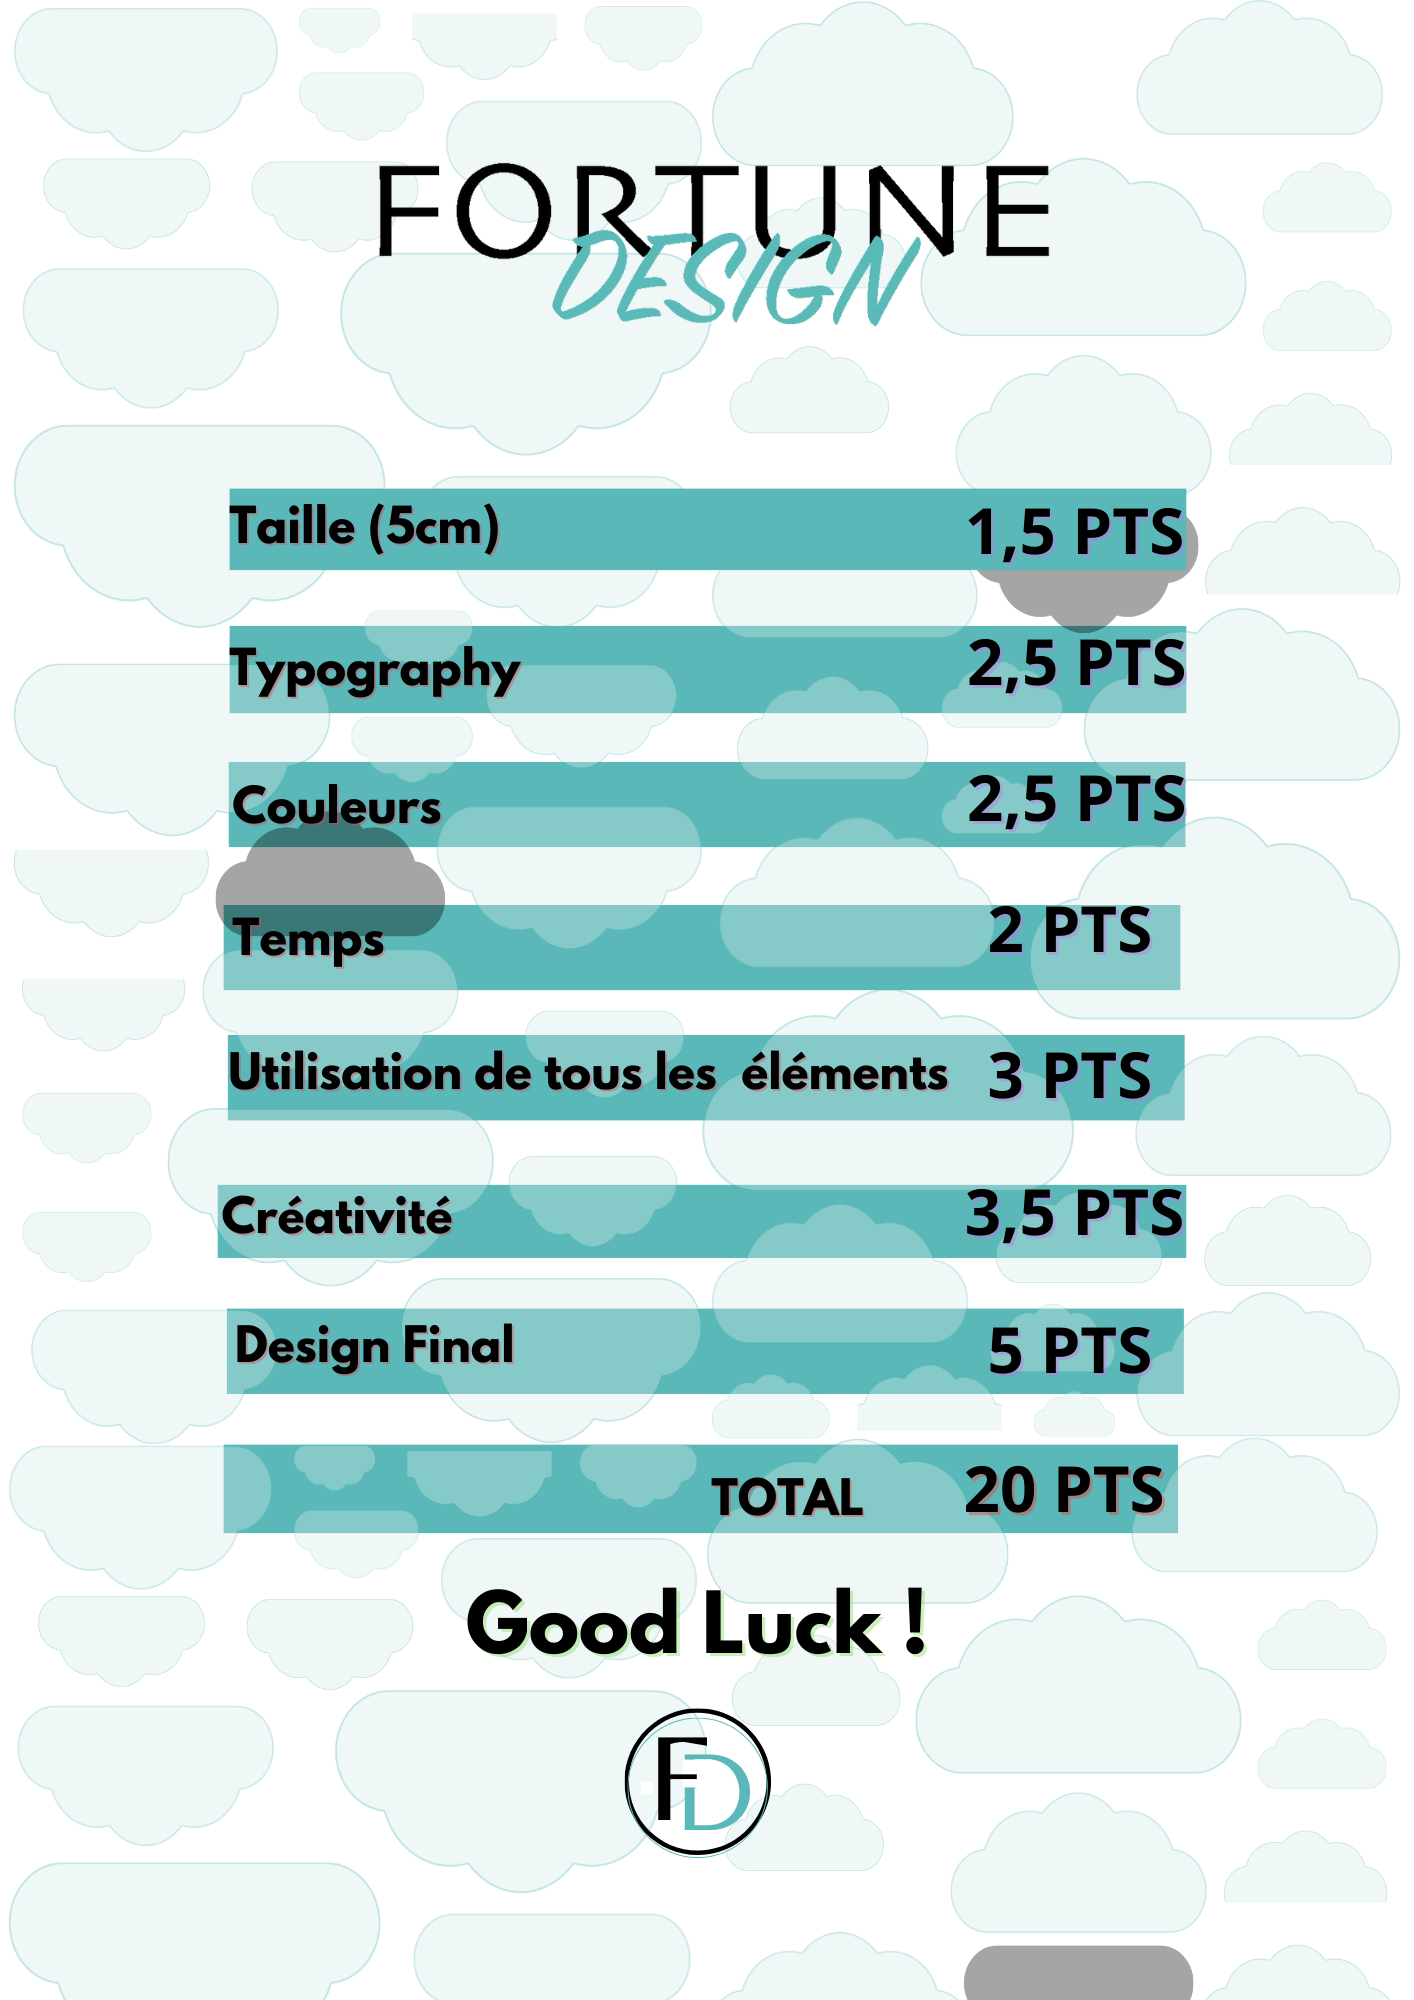 FORTUNE
DESIGN
Taille (5cm) 1,5 PTS
Typography 2,5 PTS
Couleurs 2,5 PTS
Temps 2 PTS
Utilisation de tous les éléments 3 PTS
Créativité 3,5 PTS
Design Final 5 PTS
TOTAL 20 PTS
Good Luck !
FD